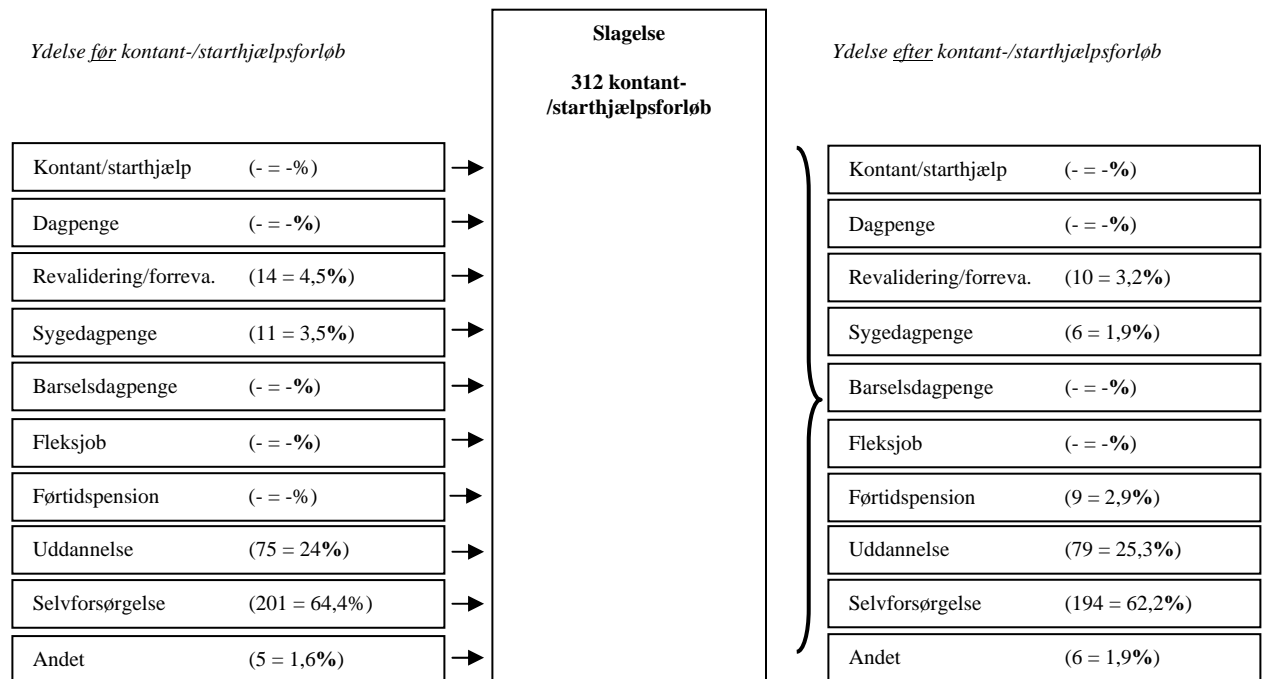 Ydelse før kontant-/starthjælpsforløb
Slagelse
312 kontant-
/starthjælpsforløb
Ydelse efter kontant-/starthjælpsforløb
Kontant/starthjælp (- = -%)
Dagpenge (- = -%)
Revalidering/forreva. (14 = 4,5%)
Sygedagpenge (11 = 3,5%)
Barselsdagpenge (- = -%)
Fleksjob (- = -%)
Førtidspension (- = -%)
Uddannelse (75 = 24%)
Selvforsørgelse (201 = 64,4%)
Andet (5 = 1,6%)
Kontant/starthjælp (- = -%)
Dagpenge (- = -%)
Revalidering/forreva. (10 = 3,2%)
Sygedagpenge (6 = 1,9%)
Barselsdagpenge (- = -%)
Fleksjob (- = -%)
Førtidspension (9 = 2,9%)
Uddannelse (79 = 25,3%)
Selvforsørgelse (194 = 62,2%)
Andet (6 = 1,9%)